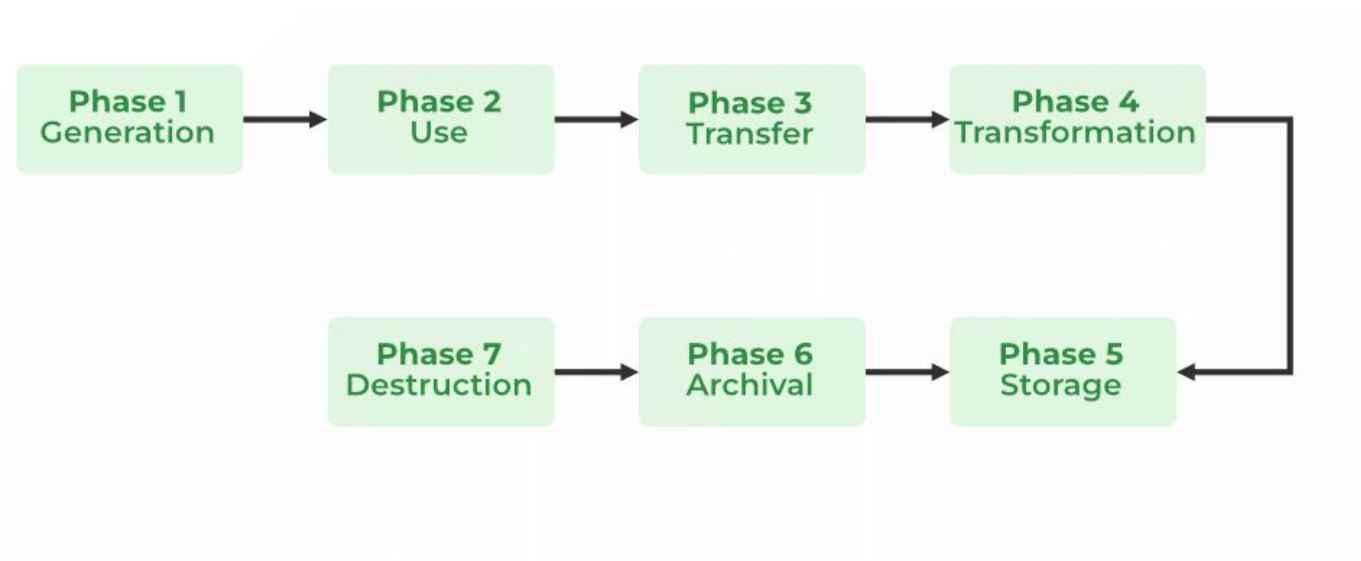 Phase 1
Generation
Phase 2
Use
Phase 3
Transfer
Phase 4
Transformation
Phase 7
Destruction
Phase 6
Archival
Phase 5
Storage